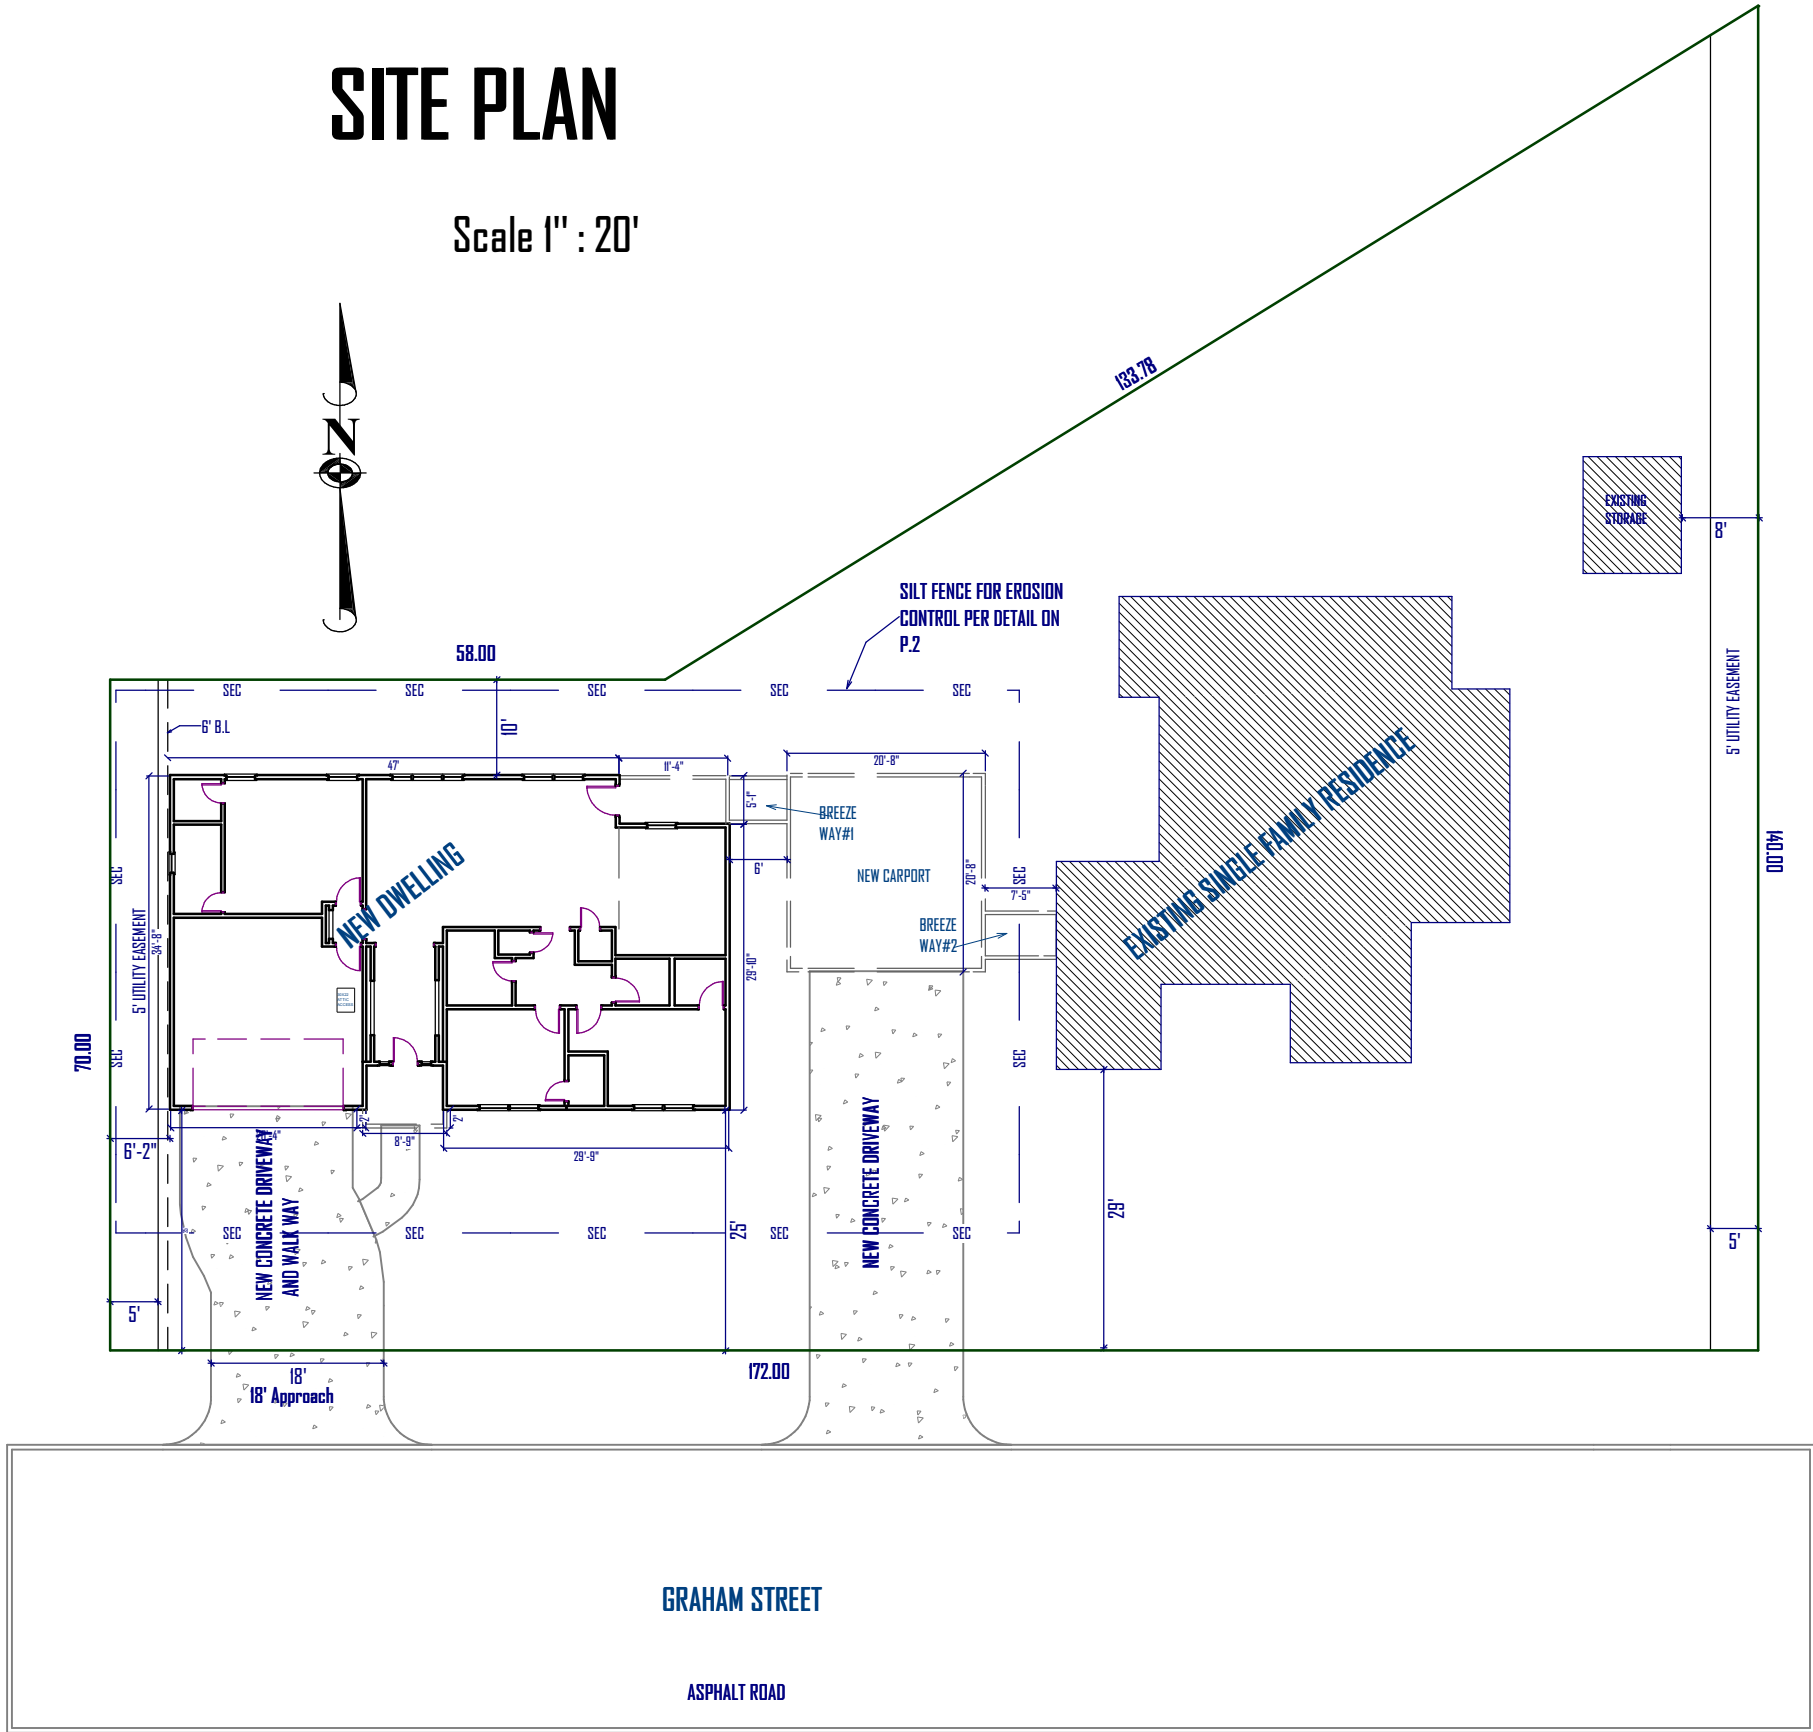 SITE PLAN
Scale 1" : 20'
N
133.78
EXISTING
STORAGE
8'
SILT FENCE FOR EROSION
CONTROL PER DETAIL ON
P.2
58.00
SEC
SEC
SEC
SEC
SEC
6' B.L
10'
5' UTILITY EASEMENT
47'
11'-4"
20'-8"
5'-1"
BREEZE
WAY#1
6'
NEW CARPORT
20'-8"
SEC
7'-5"
BREEZE
WAY#2
EXISTING SINGLE FAMILY RESIDENCE
140.00
NEW DWELLING
SEC
5' UTILITY EASEMENT
34'-8"
29'-10"
ATTIC
ACCESS
70.00
SEC
SEC
2'
2'
6'-2"
8'-9"
29'-9"
NEW CONCRETE DRIVEWAY
AND WALK WAY
NEW CONCRETE DRIVEWAY
29'
25'
SEC
SEC
SEC
SEC
SEC
5'
5'
18'
18' Approach
172.00
GRAHAM STREET
ASPHALT ROAD